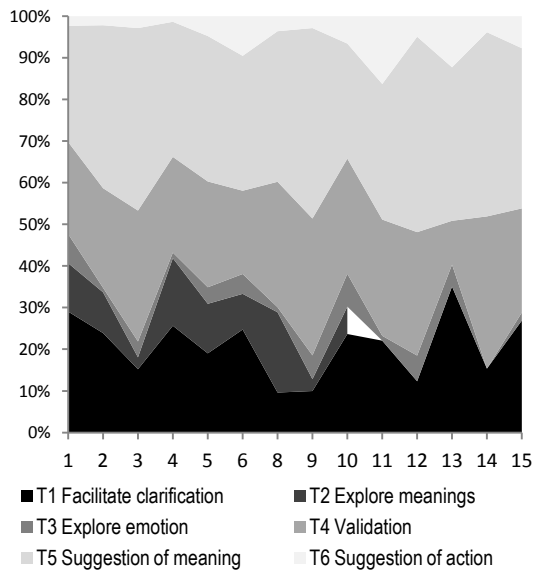 100%
90%
80%
70%
60%
50%
40%
30%
20%
10%
0%
1 2 3 4 5 6 8 9 10 11 12 13 14 15
T1 Facilitate clarification T2 Explore meanings
T3 Explore emotion T4 Validation
T5 Suggestion of meaning T6 Suggestion of action